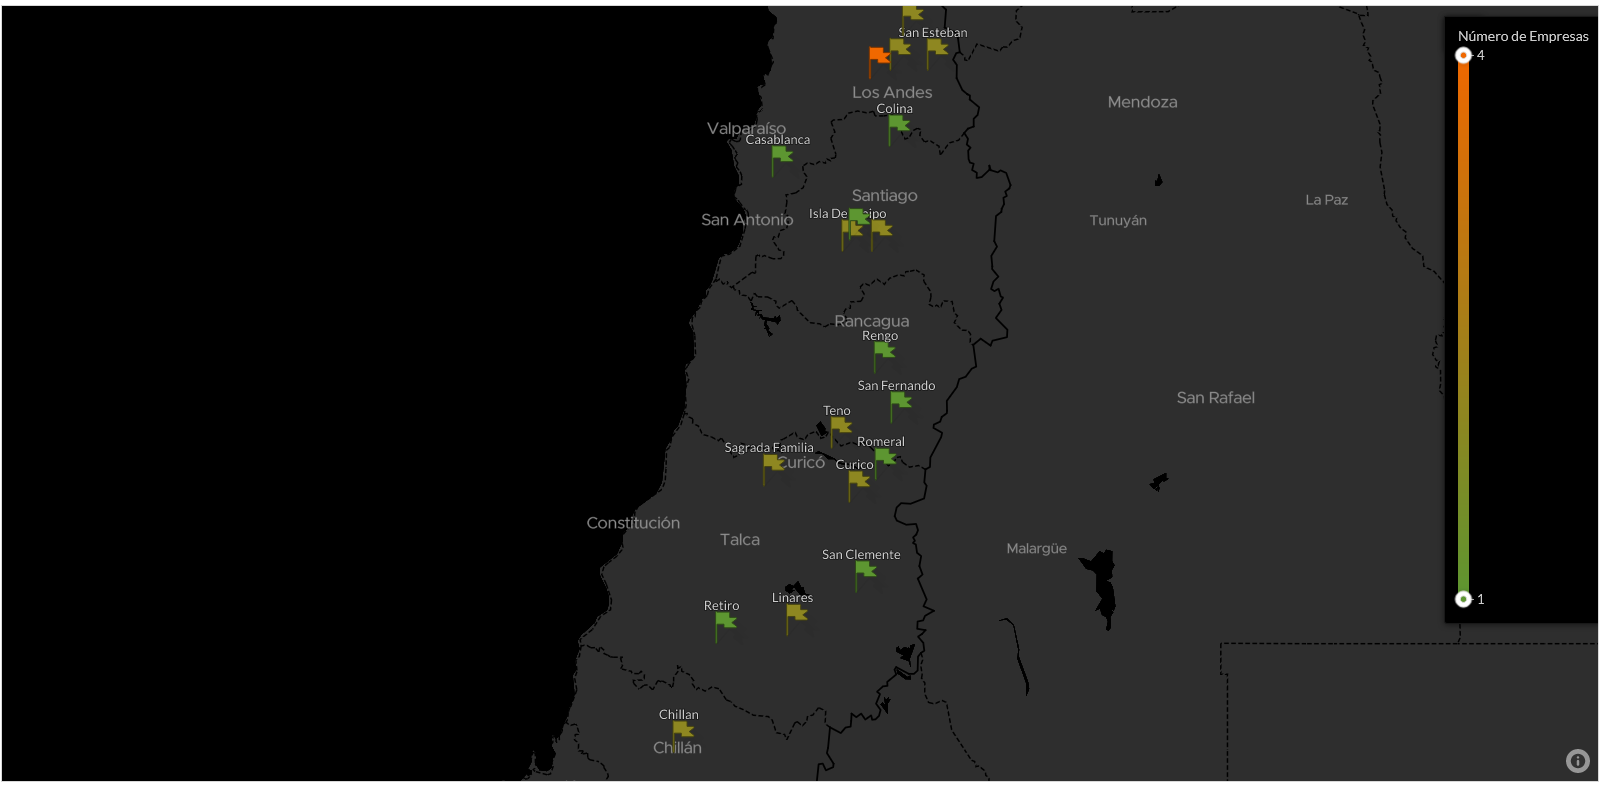 San Esteban
Los Andes
Colina
Valparaíso
Casablanca
Santiago
San Antonio
Isla De
ipo
Mendoza
La Paz
Tunuyán
Rancagua
Rengo
San Fernando
San Rafael
Teno
Romeral
Sagrada Familia
Curicó
Curico
Constitución
Talca
San Clemente
Malargüe
Linares
Retiro
Chillan
Chillán
Número de Empresas
4
1